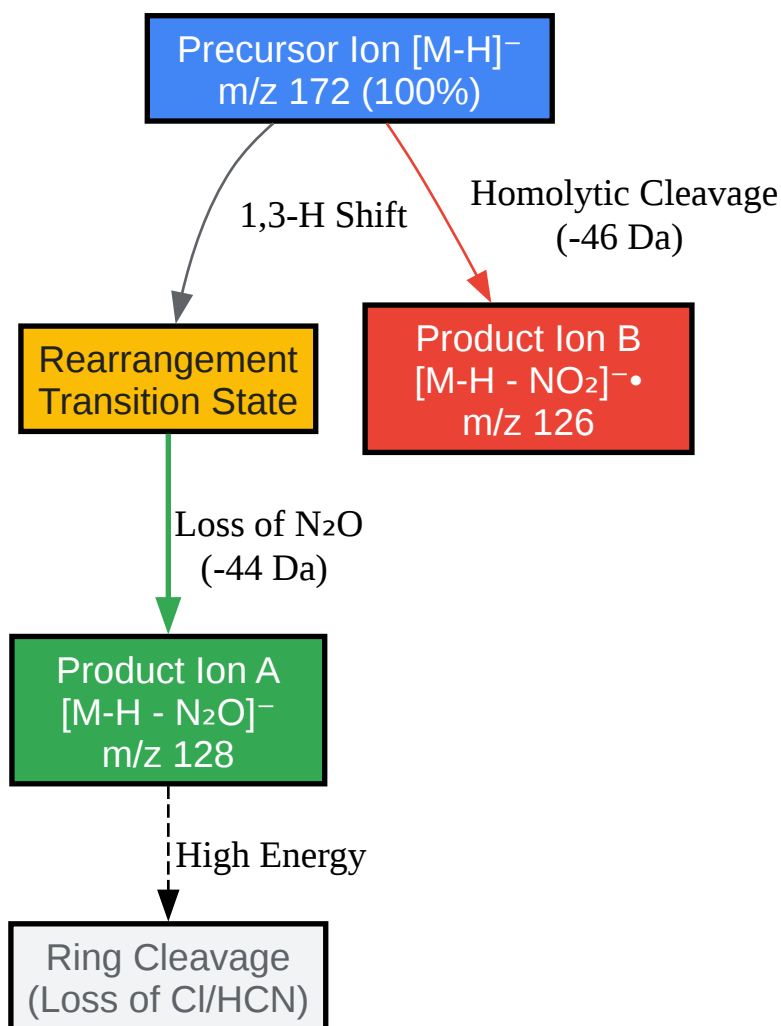 Precursor Ion [M-H]⁻
m/z 172 (100%)
1,3-H Shift
Homolytic Cleavage
(-46 Da)
Rearrangement
Transition State
Product Ion B
[M-H - NO₂]⁻•
m/z 126
Loss of N₂O
(-44 Da)
Product Ion A
[M-H - N₂O]⁻
m/z 128
High Energy
Ring Cleavage
(Loss of Cl/HCN)